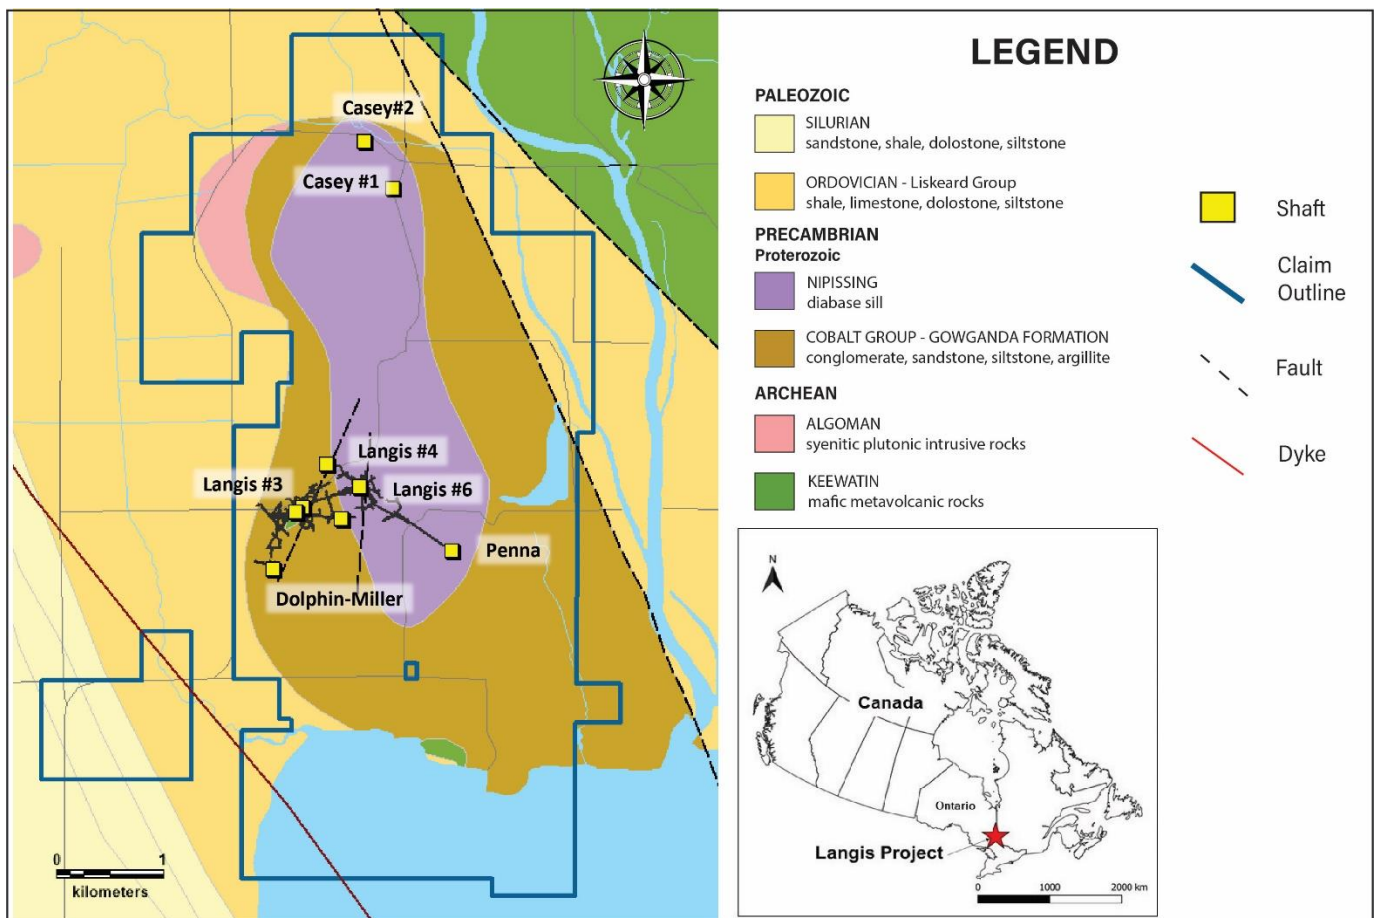 Casey#2
Casey #1
Langis #4
Langis #3
Langis #6
Penna
Dolphin-Miller
0 1
kilometers
LEGEND
PALEOZOIC
SILURIAN
sandstone, shale, dolostone, siltstone
ORDOVICIAN - Liskeard Group
shale, limestone, dolostone, siltstone
PRECAMBRIAN
Proterozoic
NIPISSING
diabase sill
COBALT GROUP - GOWGANDA FORMATION
conglomerate, sandstone, siltstone, argillite
ARCHEAN
ALGOMAN
syenitic plutonic intrusive rocks
KEEWATIN
mafic metavolcanic rocks
Shaft
Claim
Outline
Fault
Dyke
N
Canada
Ontario
Langis Project
0 1000 2000 km